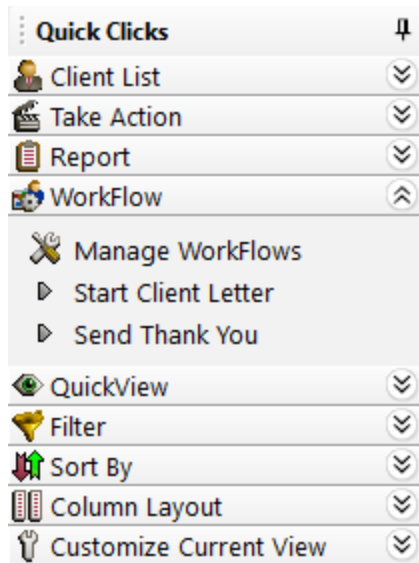 Quick Clicks
Client List
Take Action
Report
WorkFlow
Manage WorkFlows
Start Client Letter
Send Thank You
QuickView
Filter
Sort By
Column Layout
Customize Current View